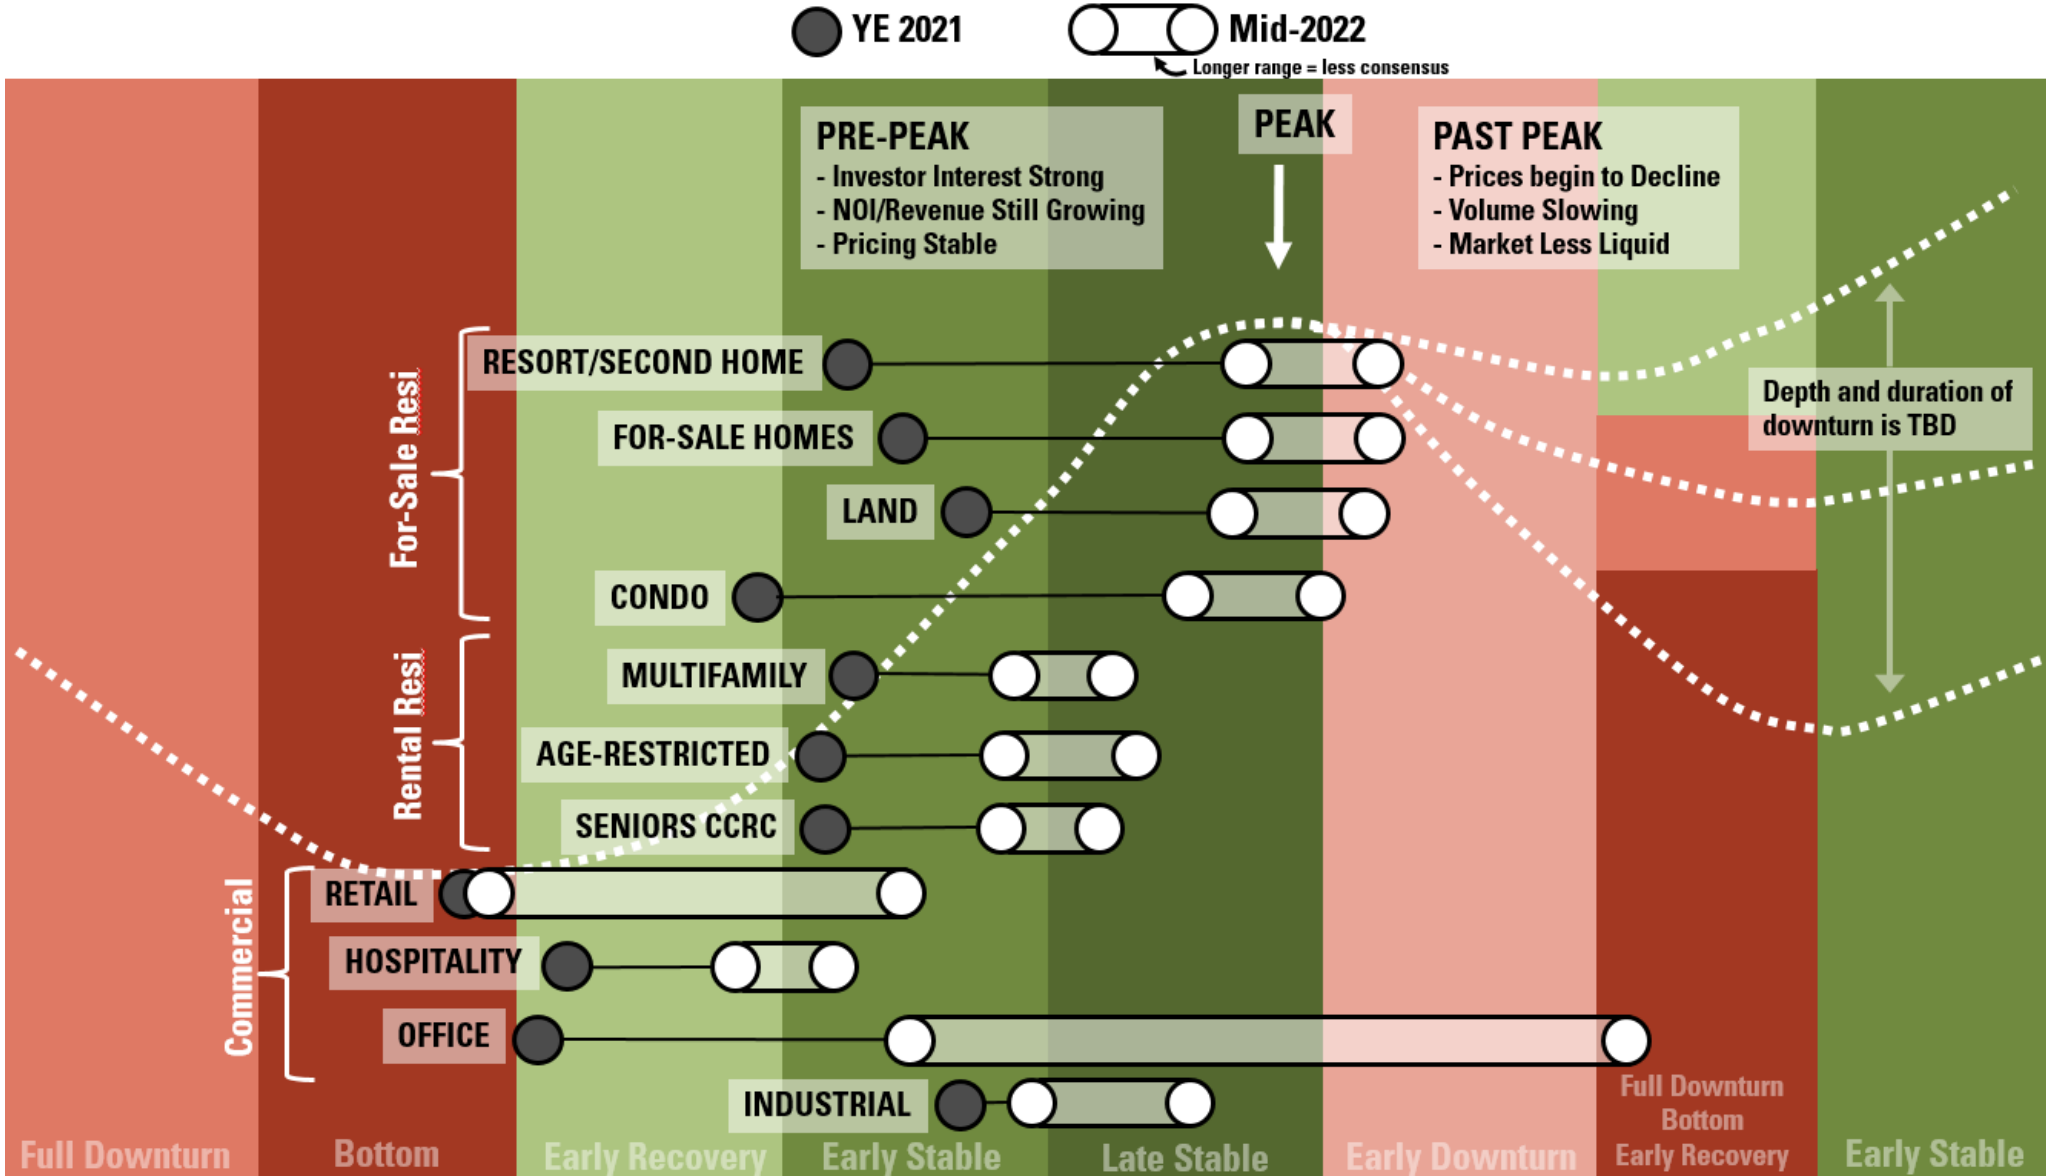 YE 2021
Mid-2022
Longer range = less consensus
PRE-PEAK
- Investor Interest Strong
- NOI/Revenue Still Growing
- Pricing Stable
PEAK
PAST PEAK
- Prices begin to Decline
- Volume Slowing
- Market Less Liquid
Depth and duration of
downturn is TBD
For-Sale Resi
RESORT/SECOND HOME
FOR-SALE HOMES
LAND
CONDO
Rental Resi
MULTIFAMILY
AGE-RESTRICTED
SENIORS CCRC
Commercial
RETAIL
HOSPITALITY
OFFICE
INDUSTRIAL
Full Downturn
Bottom
Early Recovery
Early Stable
Late Stable
Early Downturn
Full Downturn
Bottom
Early Recovery
Early Stable